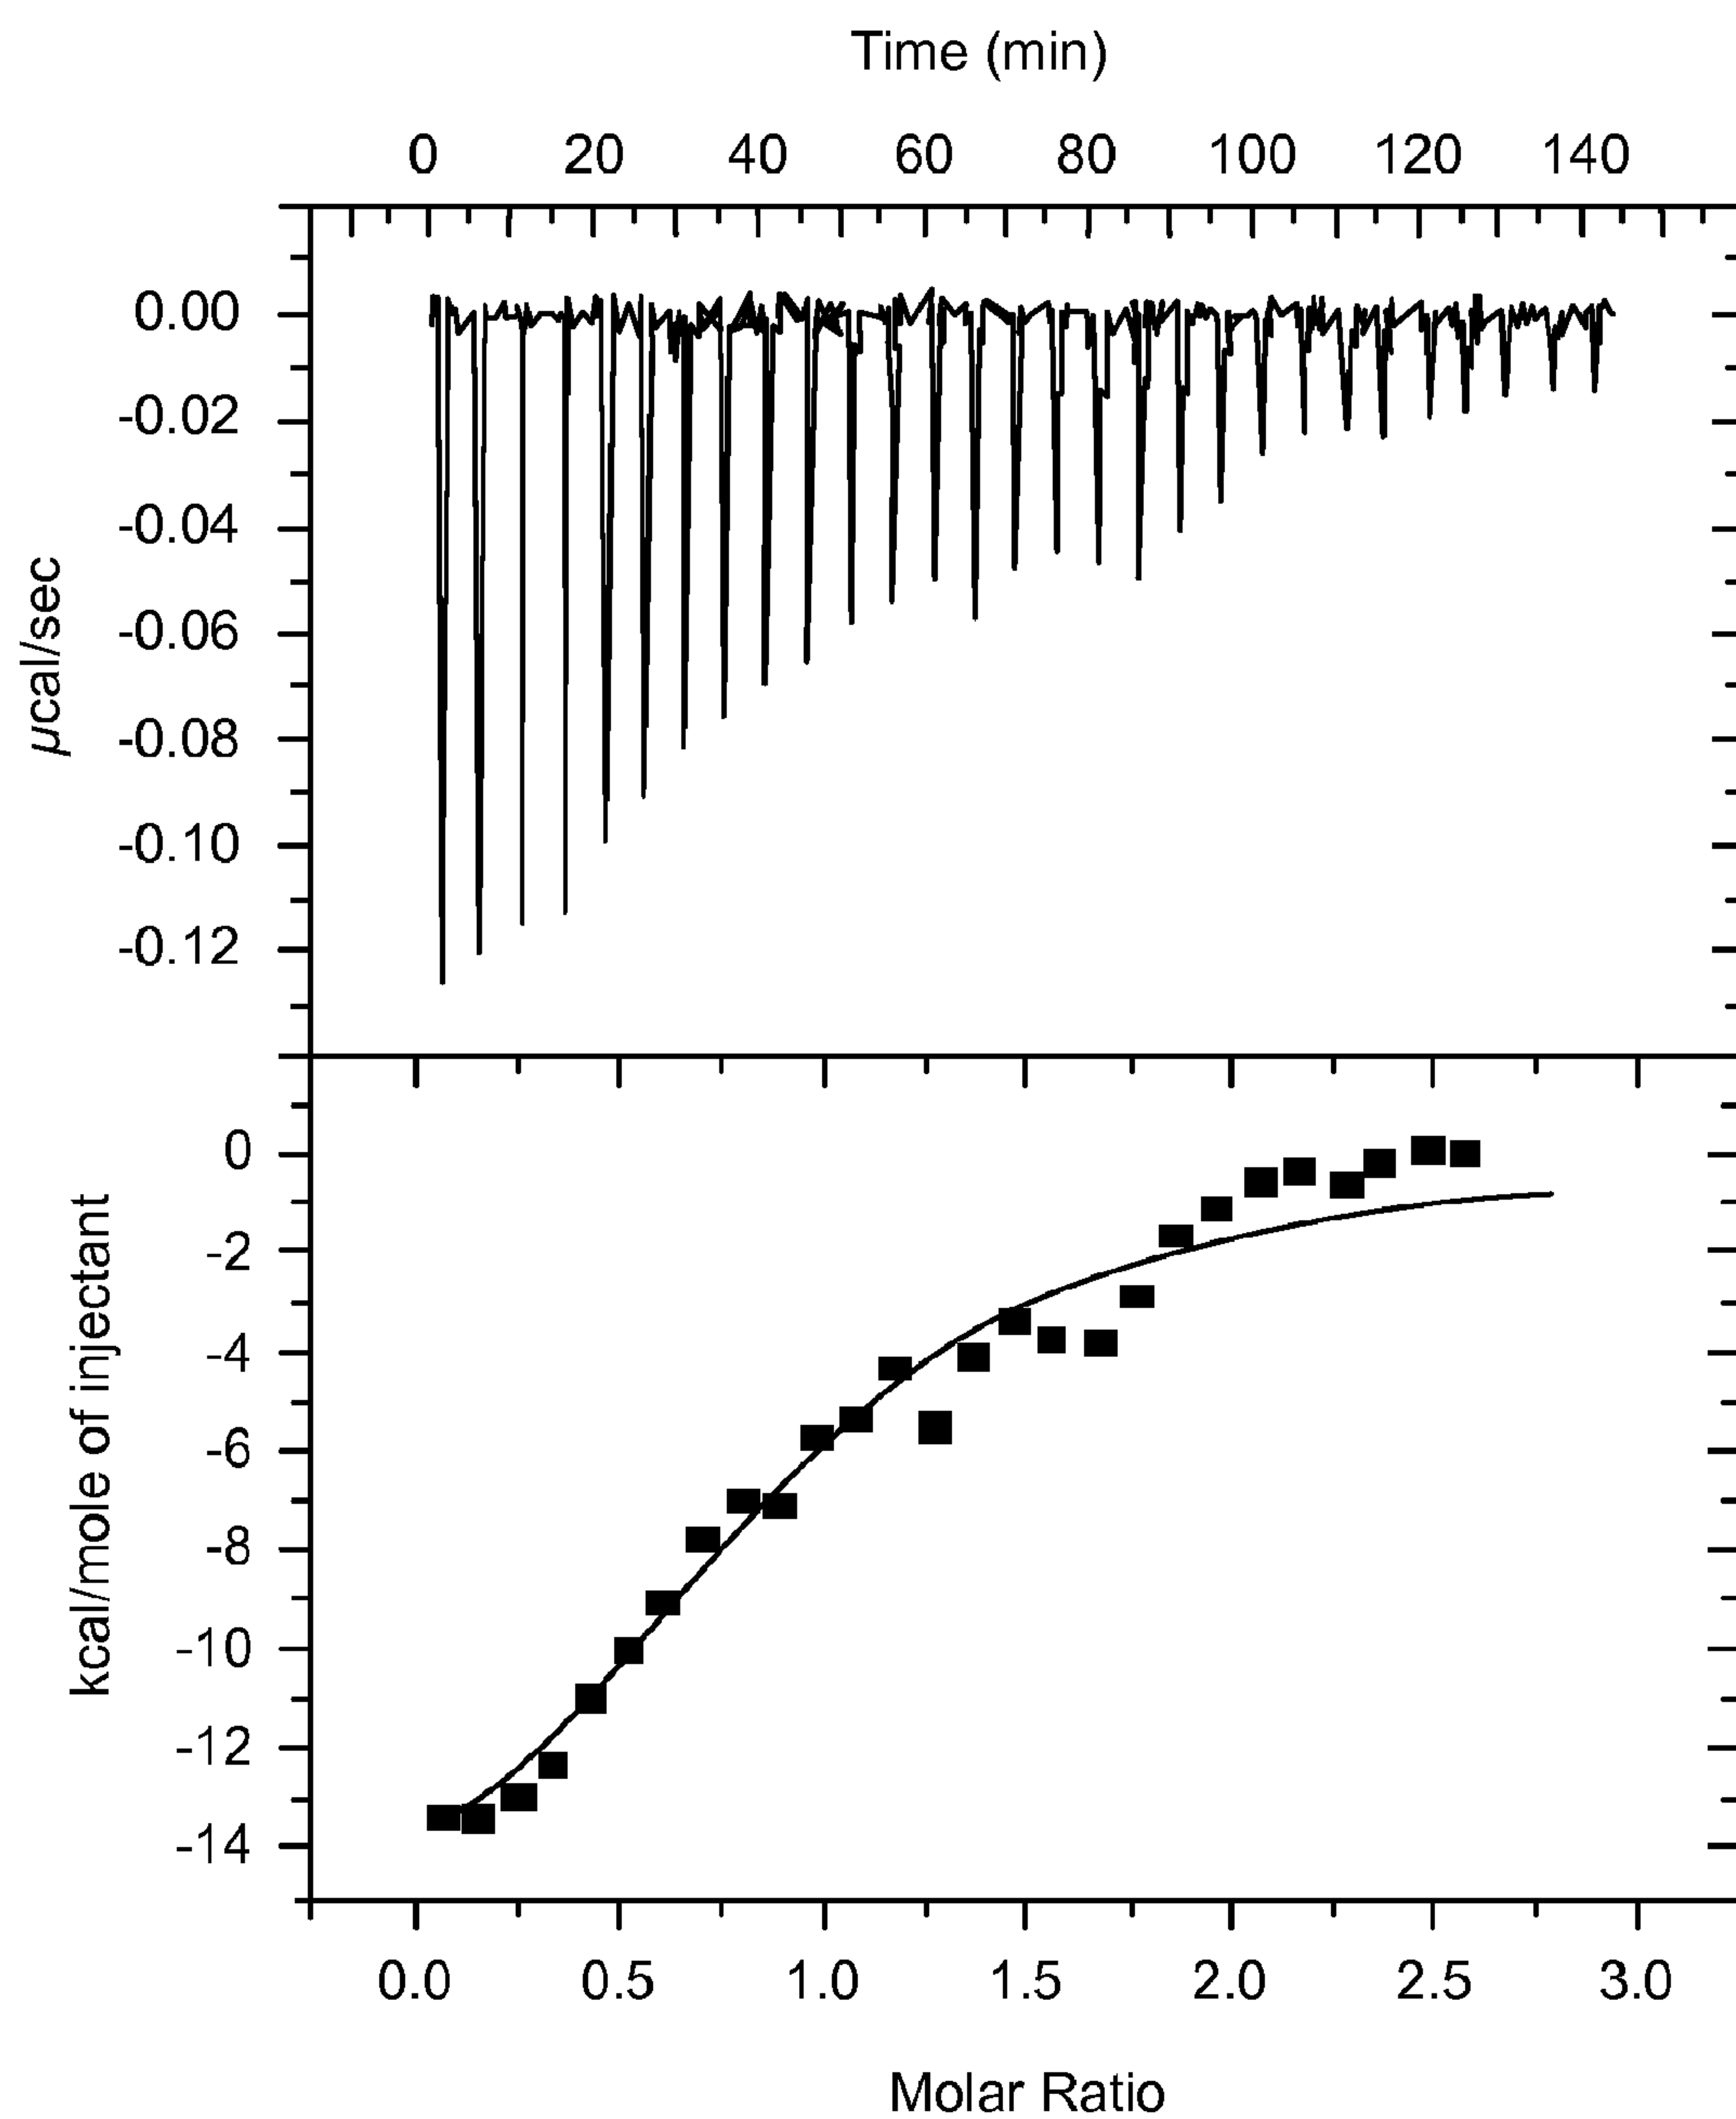 Time (min)
0 20 40 60 80 100 120 140
0.00
-0.02
-0.04
-0.06
-0.08
-0.10
-0.12
μcal/sec
0
-2
-4
-6
-8
-10
-12
-14
kcal/mole of injectant
0.0 0.5 1.0 1.5 2.0 2.5 3.0
Molar Ratio